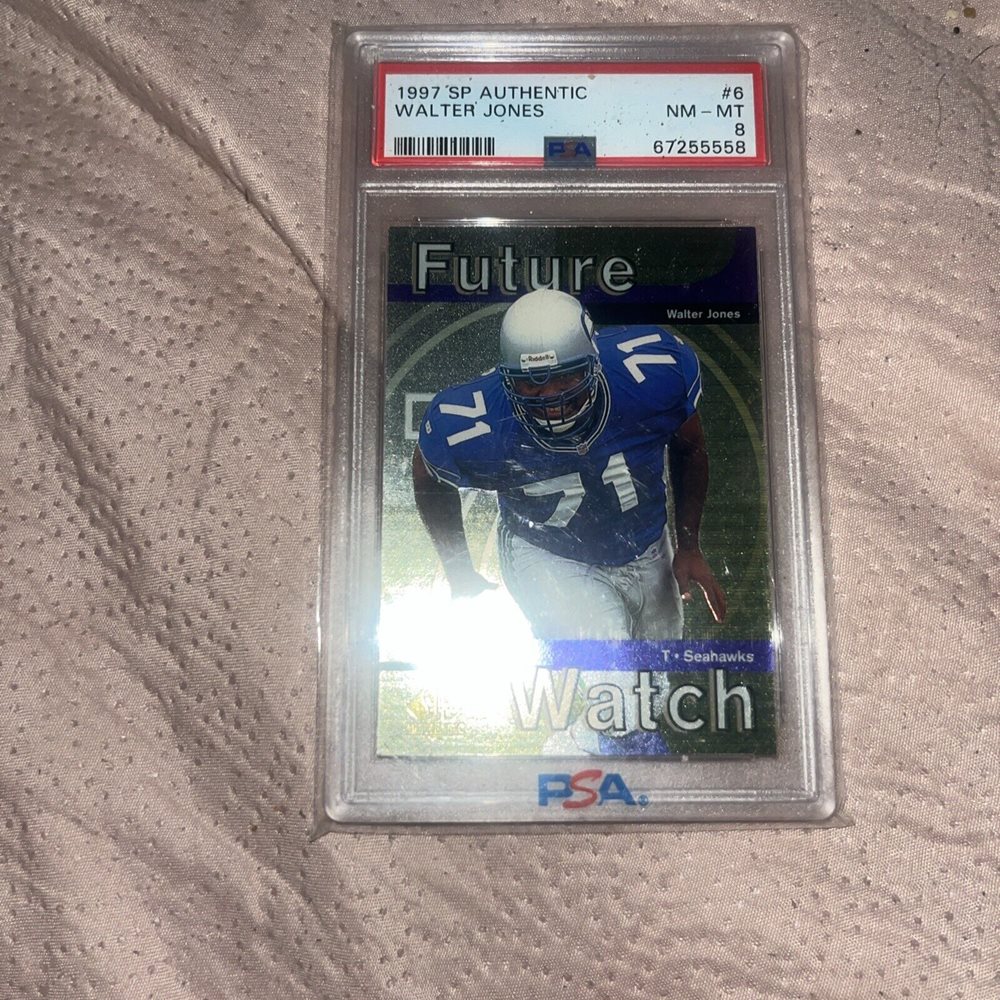 1997 SP AUTHENTIC #6
WALTER JONES NM - MT
8
67255558
PSA
Future
Walter Jones
Riddell
71
71
71
T • Seahawks
Watch
PSA®